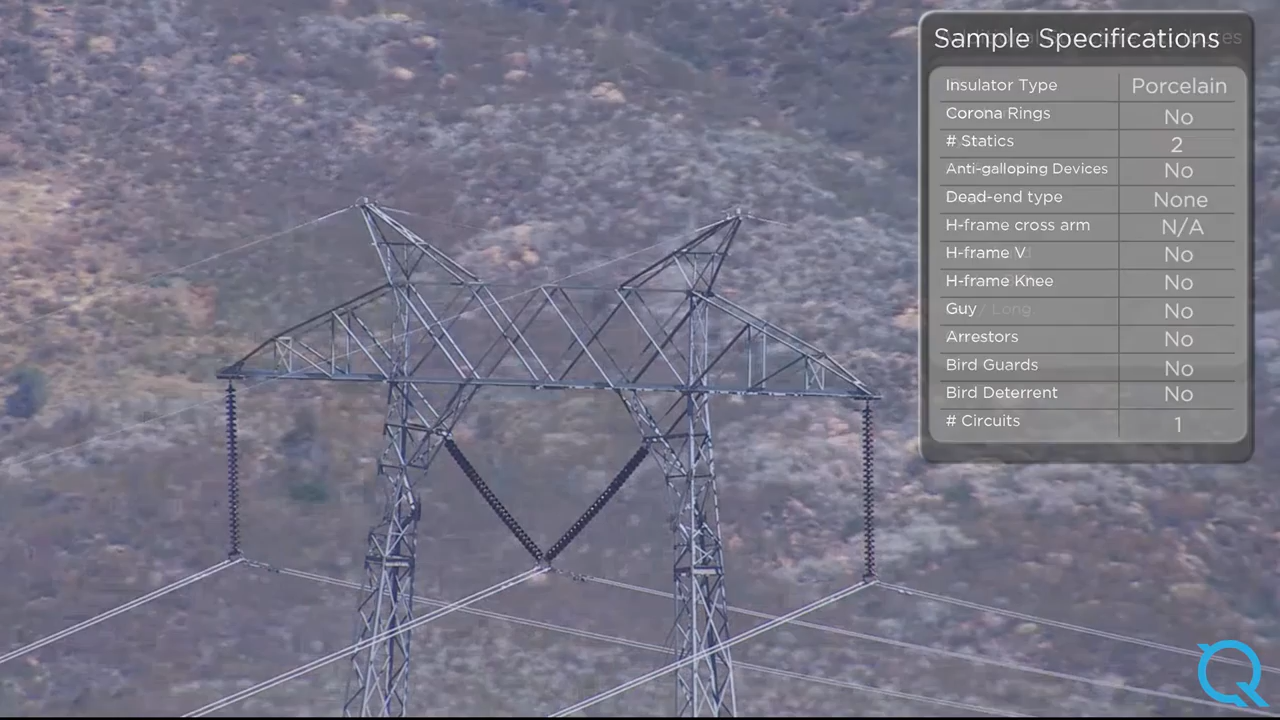 Sample Specifications
Insulator Type Porcelain
Corona Rings No
# Statics 2
Anti-galloping Devices No
Dead-end type None
H-frame cross arm N/A
H-frame V No
H-frame Knee No
Guy / Long No
Arrestors No
Bird Guards No
Bird Deterrent No
# Circuits 1